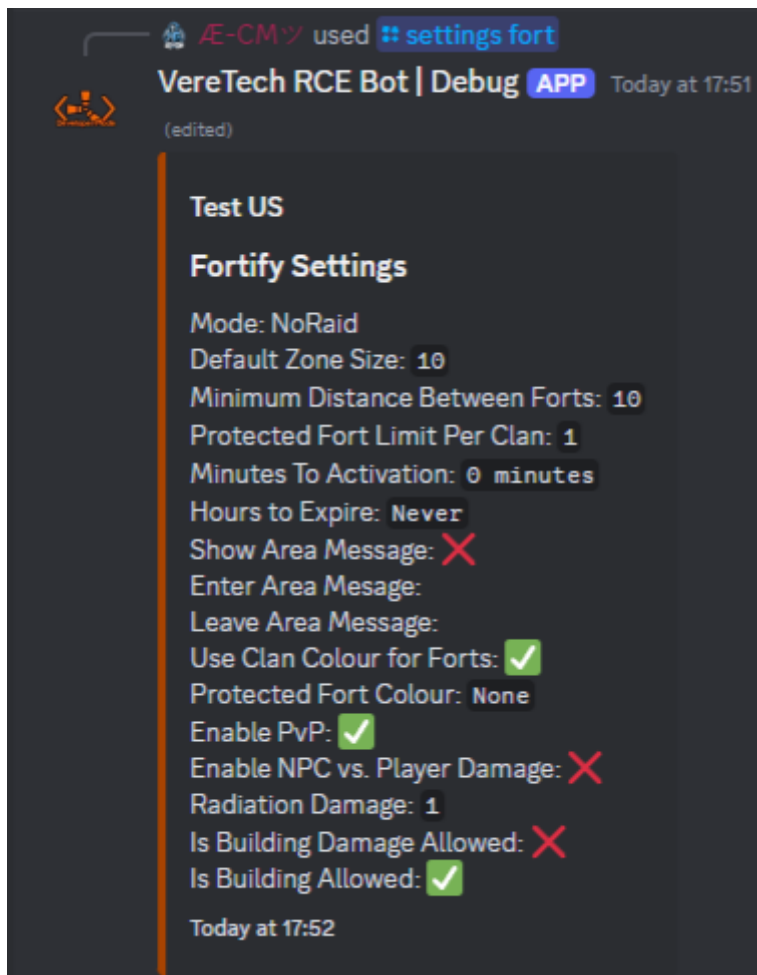 Æ-CMツ used settings fort
VereTech RCE Bot | Debug APP Today at 17:51
(edited)
Test US
Fortify Settings
Mode: NoRaid
Default Zone Size: 10
Minimum Distance Between Forts: 10
Protected Fort Limit Per Clan: 1
Minutes To Activation: 0 minutes
Hours to Expire: Never
Show Area Message: ❌
Enter Area Mesage:
Leave Area Message:
Use Clan Colour for Forts: ✅
Protected Fort Colour: None
Enable PvP: ✅
Enable NPC vs. Player Damage: ❌
Radiation Damage: 1
Is Building Damage Allowed: ❌
Is Building Allowed: ✅
Today at 17:52